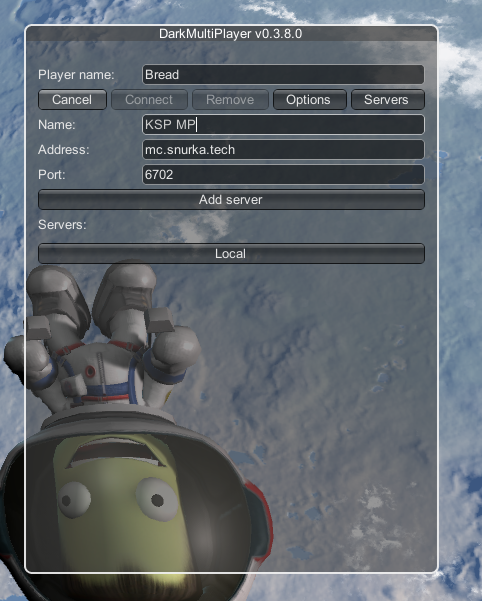 DarkMultiPlayer v0.3.8.0
Player name: Bread
Cancel Connect Remove Options Servers
Name: KSP MP
Address: mc.snurka.tech
Port: 6702
Add server
Servers:
Local